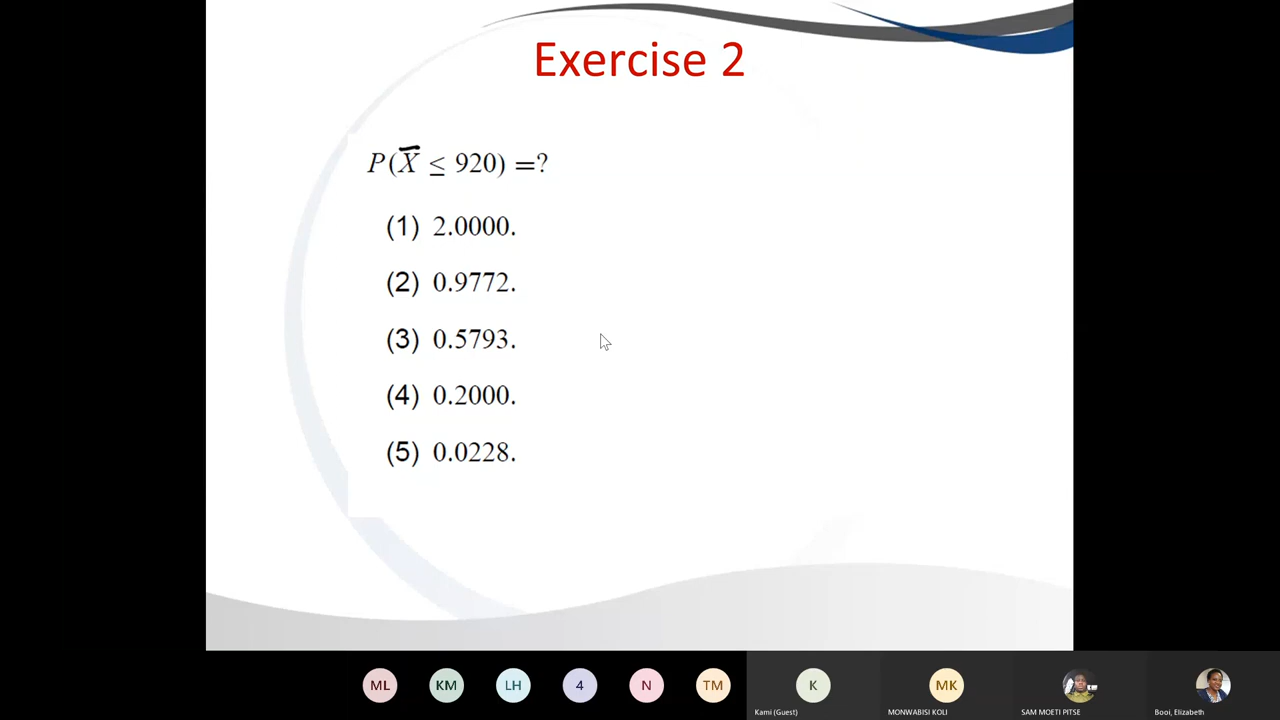 Exercise 2
P(X̄ ≤ 920) =?
(1) 2.0000.
(2) 0.9772.
(3) 0.5793.
(4) 0.2000.
(5) 0.0228.
ML KM LH 4 N TM K MK
Kami (Guest) MONWABISI KOLI SAM MOETI PITSE Booi, Elizabeth